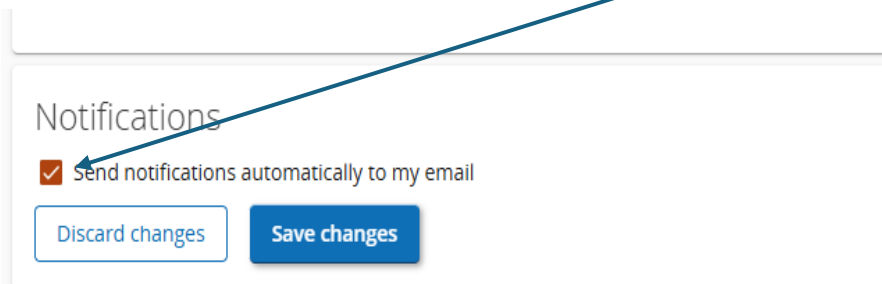 Notifications
Send notifications automatically to my email
Discard changes
Save changes